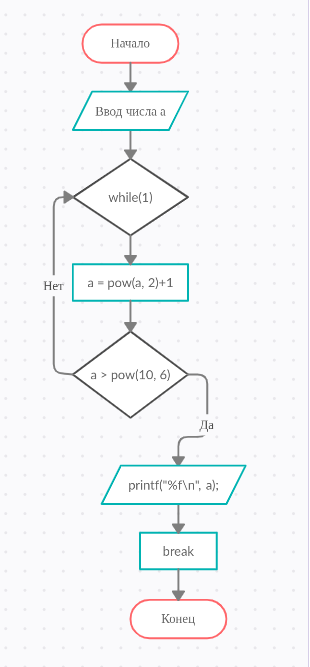 Начало
Ввод числа a
while(1)
a = pow(a, 2)+1
Нет
a > pow(10, 6)
Да
printf("%f\n", a);
break
Конец